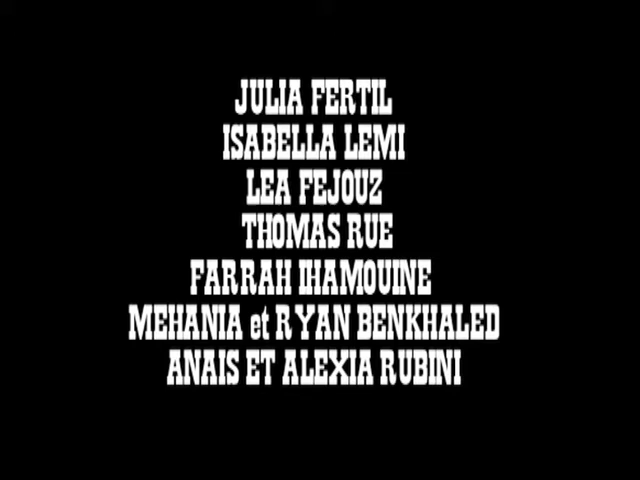 JULIA FERTIL
ISABELLA LEMI
LEA FEJOUZ
THOMAS RUE
FARRAH IHAMOUINE
MEHANIA et RYAN BENKHALED
ANAIS ET ALEXIA RUBINI